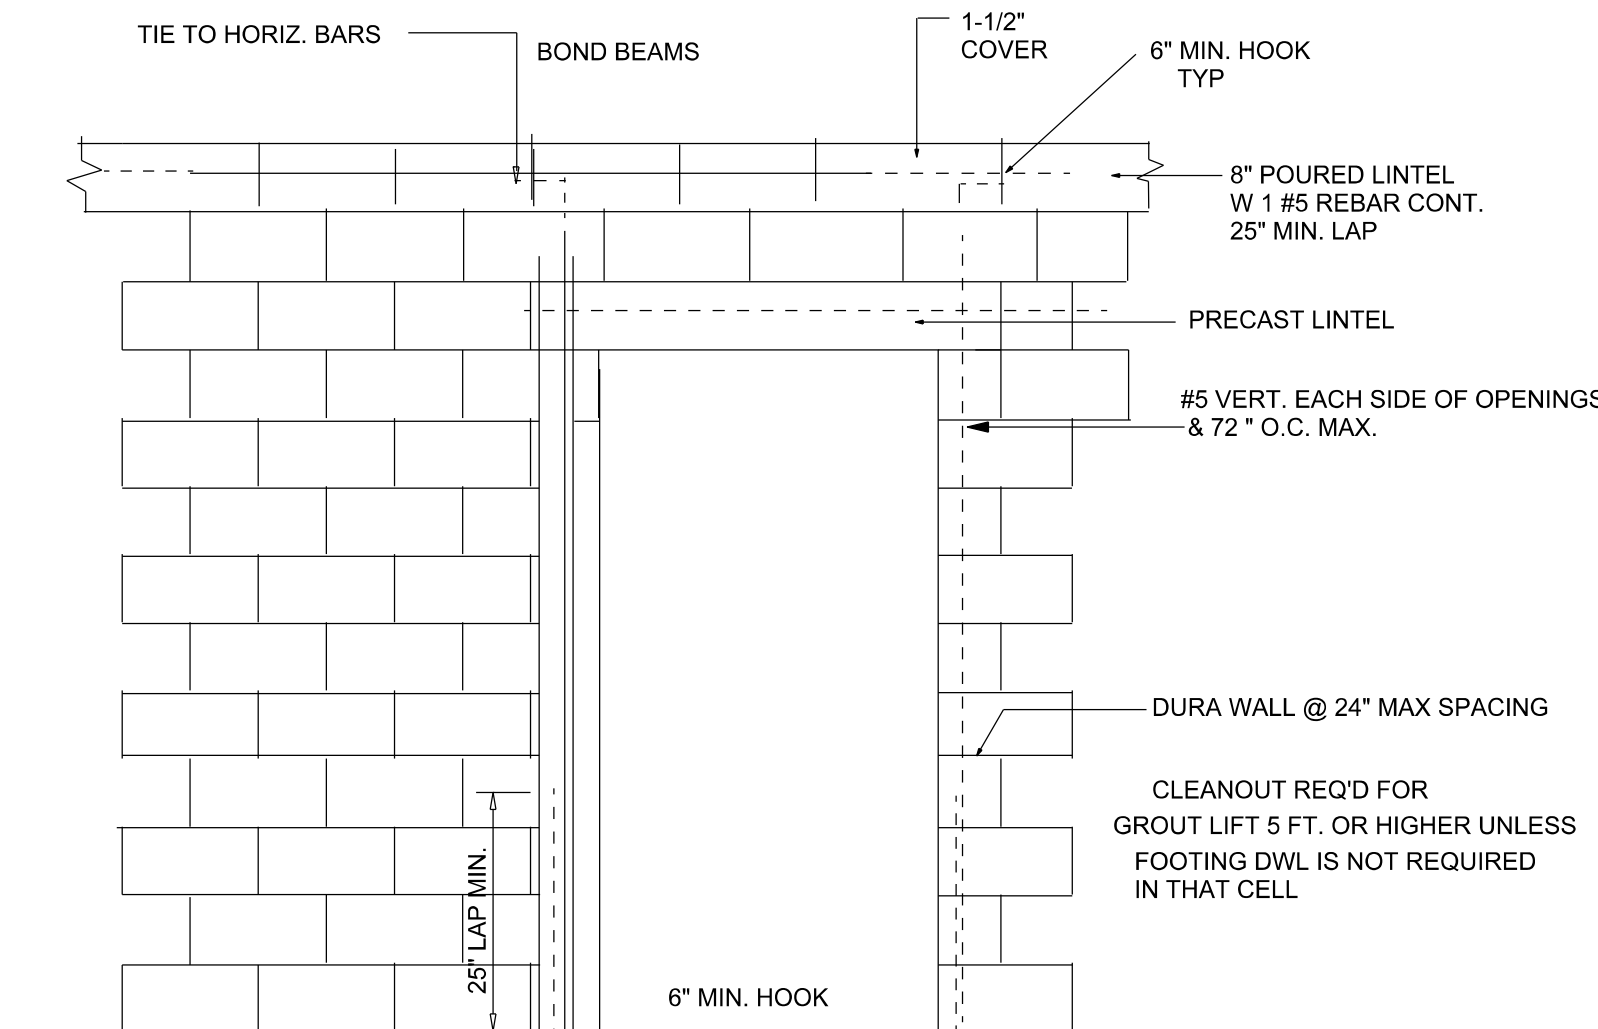 TIE TO HORIZ. BARS
BOND BEAMS
1-1/2"
COVER
6" MIN. HOOK
TYP
8" POURED LINTEL
W 1 #5 REBAR CONT.
25" MIN. LAP
PRECAST LINTEL
#5 VERT. EACH SIDE OF OPENINGS
& 72 " O.C. MAX.
DURA WALL @ 24" MAX SPACING
CLEANOUT REQ'D FOR
GROUT LIFT 5 FT. OR HIGHER UNLESS
FOOTING DWL IS NOT REQUIRED
IN THAT CELL
25" LAP MIN.
6" MIN. HOOK